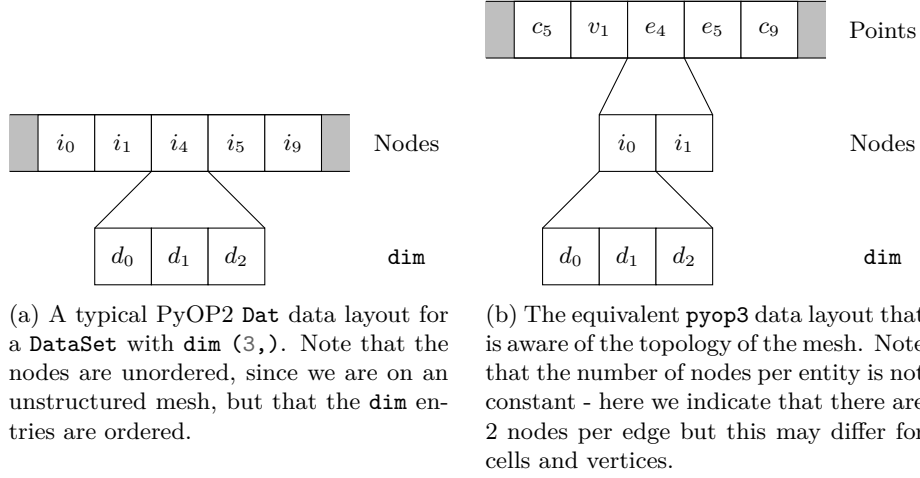 i0 i1 i4 i5 i9 Nodes
d0 d1 d2 dim
(a) A typical PyOP2 Dat data layout for
a DataSet with dim (3,). Note that the
nodes are unordered, since we are on an
unstructured mesh, but that the dim en-
tries are ordered.
c5 v1 e4 e5 c9 Points
i0 i1 Nodes
d0 d1 d2 dim
(b) The equivalent pyop3 data layout that
is aware of the topology of the mesh. Note
that the number of nodes per entity is not
constant - here we indicate that there are
2 nodes per edge but this may differ for
cells and vertices.